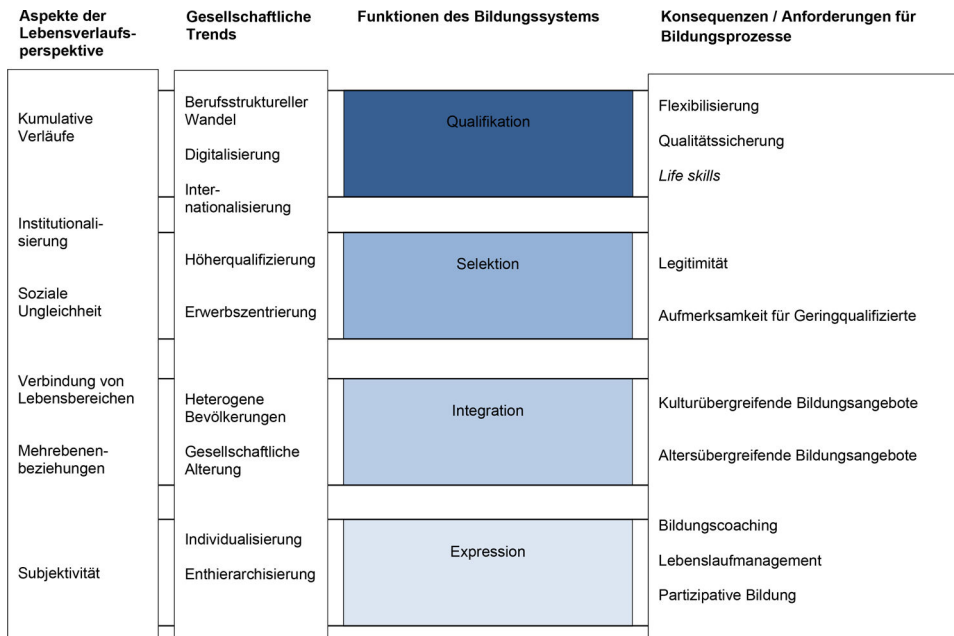 Aspekte der
Lebensverlaufs-
perspektive
Gesellschaftliche
Trends
Funktionen des Bildungssystems
Konsequenzen / Anforderungen für
Bildungsprozesse
Kumulative
Verläufe
Institutionali-
sierung
Soziale
Ungleichheit
Verbindung von
Lebensbereichen
Mehrebenen-
beziehungen
Subjektivität
Berufsstruktureller
Wandel
Digitalisierung
Inter-
nationalisierung
Höherqualifizierung
Erwerbszentrierung
Heterogene
Bevölkerungen
Gesellschaftliche
Alterung
Individualisierung
Enthierarchisierung
Qualifikation
Selektion
Integration
Expression
Flexibilisierung
Qualitätssicherung
Life skills
Legitimität
Aufmerksamkeit für Geringqualifizierte
Kulturübergreifende Bildungsangebote
Altersübergreifende Bildungsangebote
Bildungscoaching
Lebenslaufmanagement
Partizipative Bildung